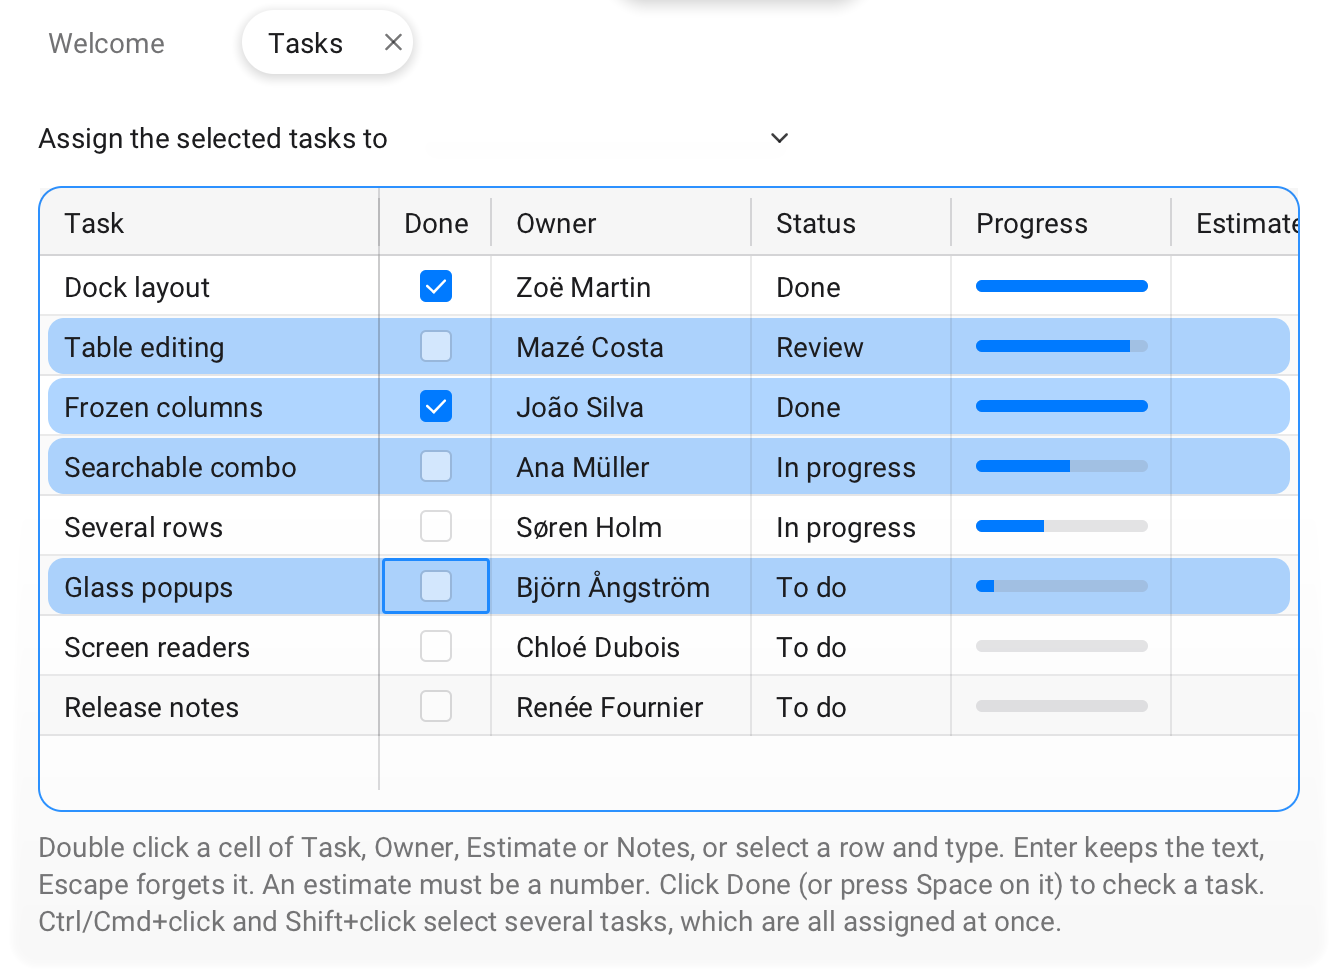 Welcome
Tasks
Assign the selected tasks to
Task Done Owner Status Progress Estimate
Dock layout Zoë Martin Done
Table editing Mazé Costa Review
Frozen columns João Silva Done
Searchable combo Ana Müller In progress
Several rows Søren Holm In progress
Glass popups Björn Ångström To do
Screen readers Chloé Dubois To do
Release notes Renée Fournier To do
Double click a cell of Task, Owner, Estimate or Notes, or select a row and type. Enter keeps the text,
Escape forgets it. An estimate must be a number. Click Done (or press Space on it) to check a task.
Ctrl/Cmd+click and Shift+click select several tasks, which are all assigned at once.